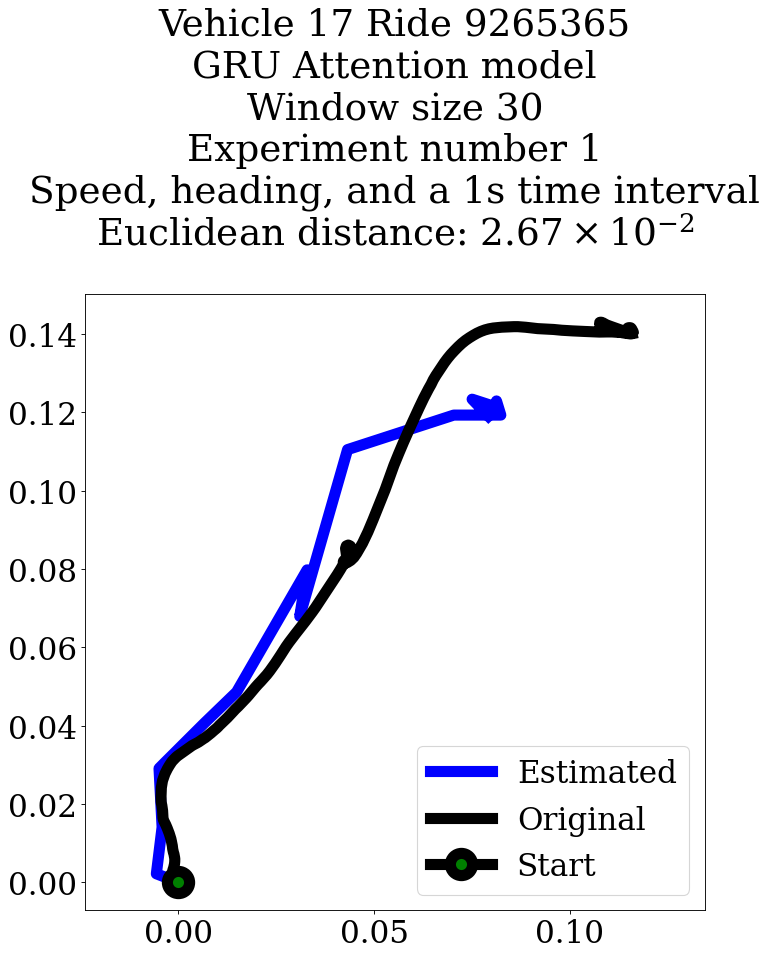 Vehicle 17 Ride 9265365
GRU Attention model
Window size 30
Experiment number 1
Speed, heading, and a 1s time interval
Euclidean distance: 2.67 × 10⁻²
0.14
0.12
0.10
0.08
0.06
0.04
0.02
0.00
Estimated
Original
Start
0.00 0.05 0.10